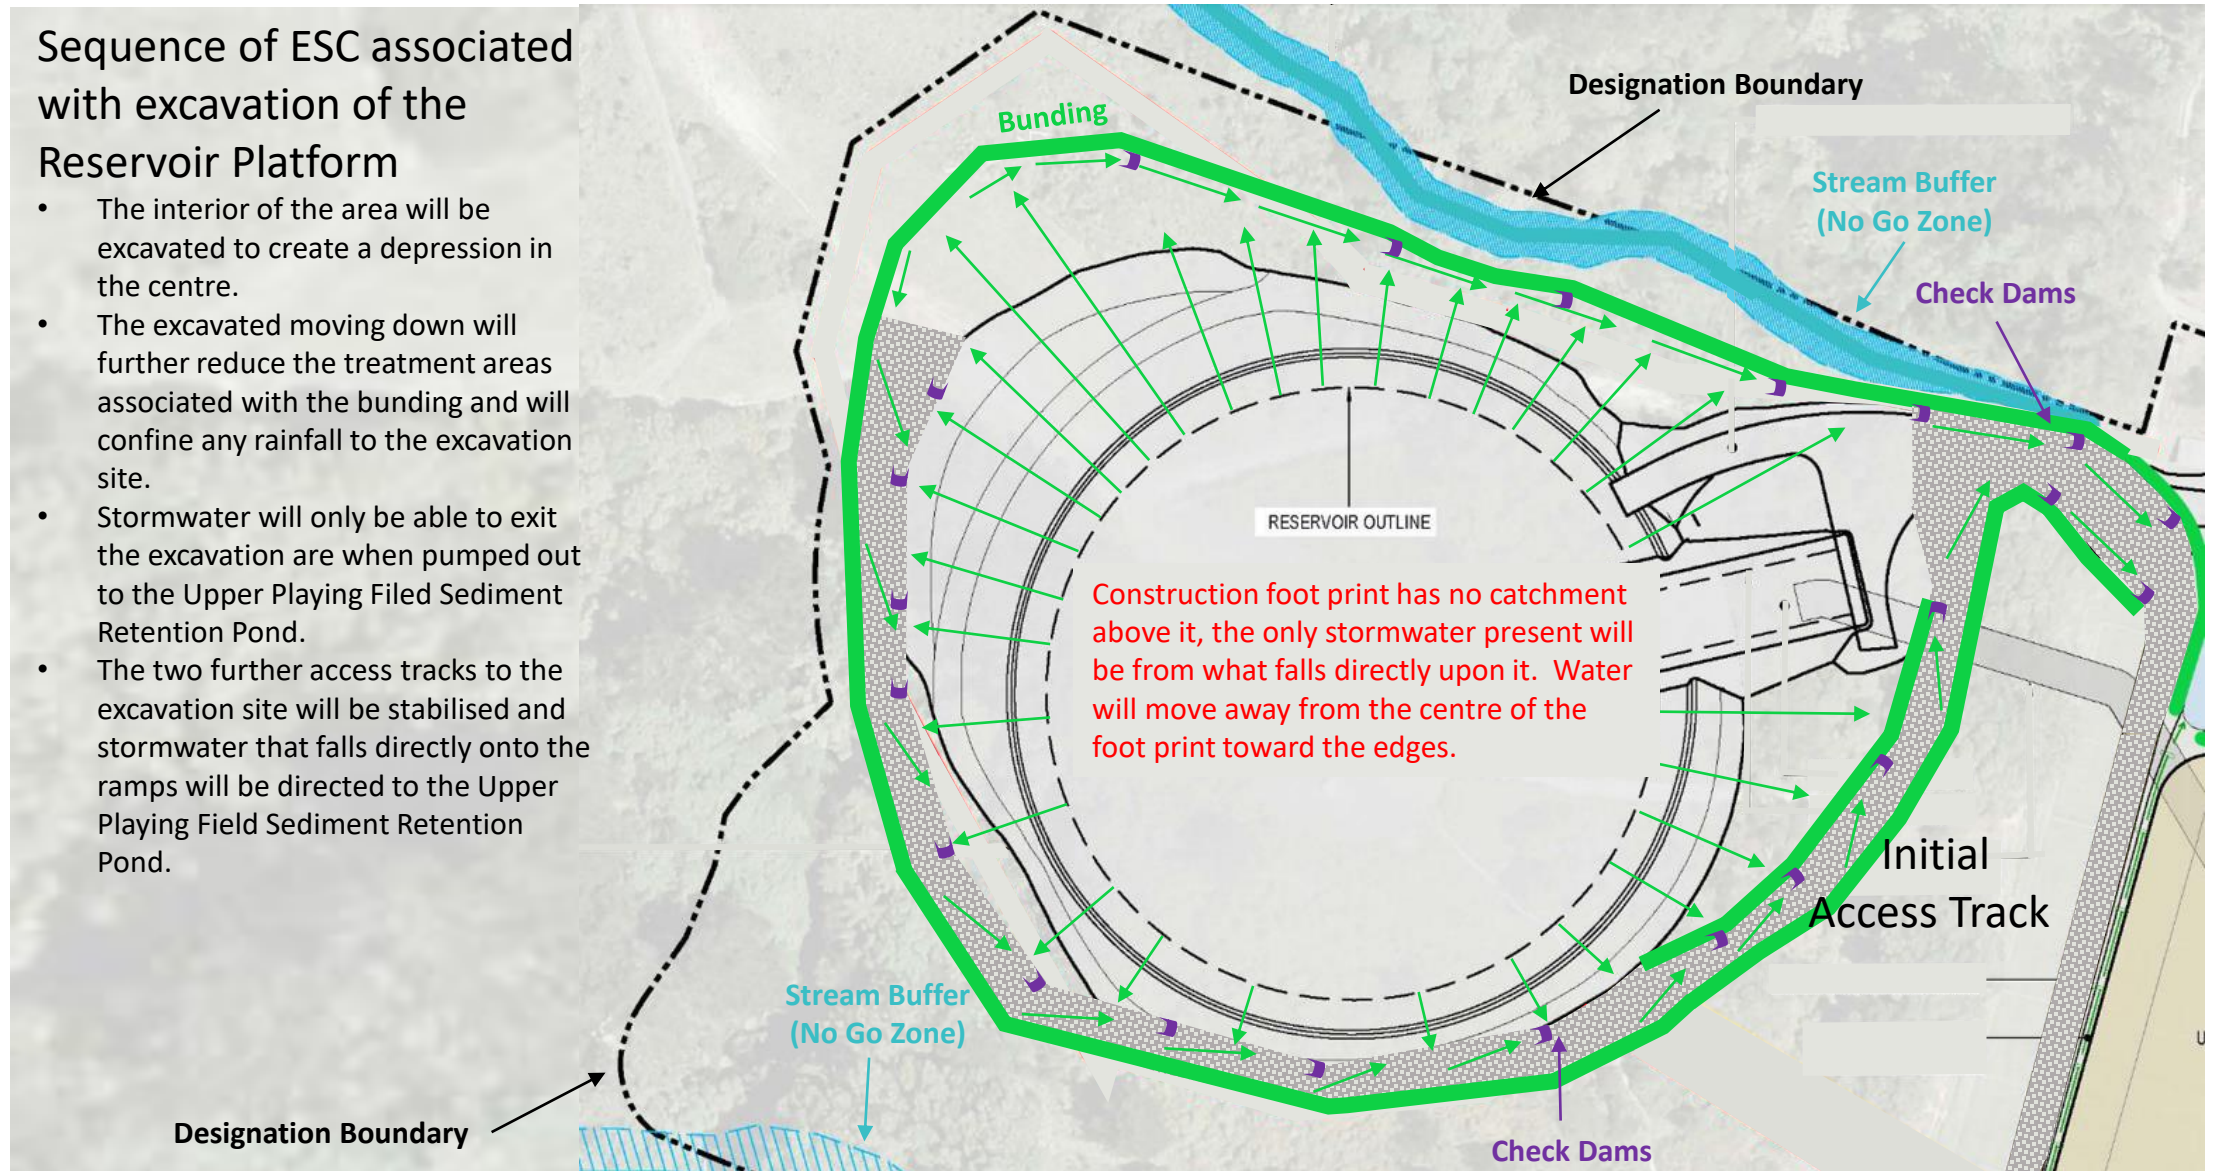 Sequence of ESC associated
with excavation of the
Reservoir Platform
• The interior of the area will be
excavated to create a depression in
the centre.
• The excavated moving down will
further reduce the treatment areas
associated with the bunding and will
confine any rainfall to the excavation
site.
• Stormwater will only be able to exit
the excavation are when pumped out
to the Upper Playing Filed Sediment
Retention Pond.
• The two further access tracks to the
excavation site will be stabilised and
stormwater that falls directly onto the
ramps will be directed to the Upper
Playing Field Sediment Retention
Pond.
Bunding
Designation Boundary
Stream Buffer
(No Go Zone)
Check Dams
RESERVOIR OUTLINE
Construction foot print has no catchment
above it, the only stormwater present will
be from what falls directly upon it. Water
will move away from the centre of the
foot print toward the edges.
Initial
Access Track
Stream Buffer
(No Go Zone)
Designation Boundary
Check Dams